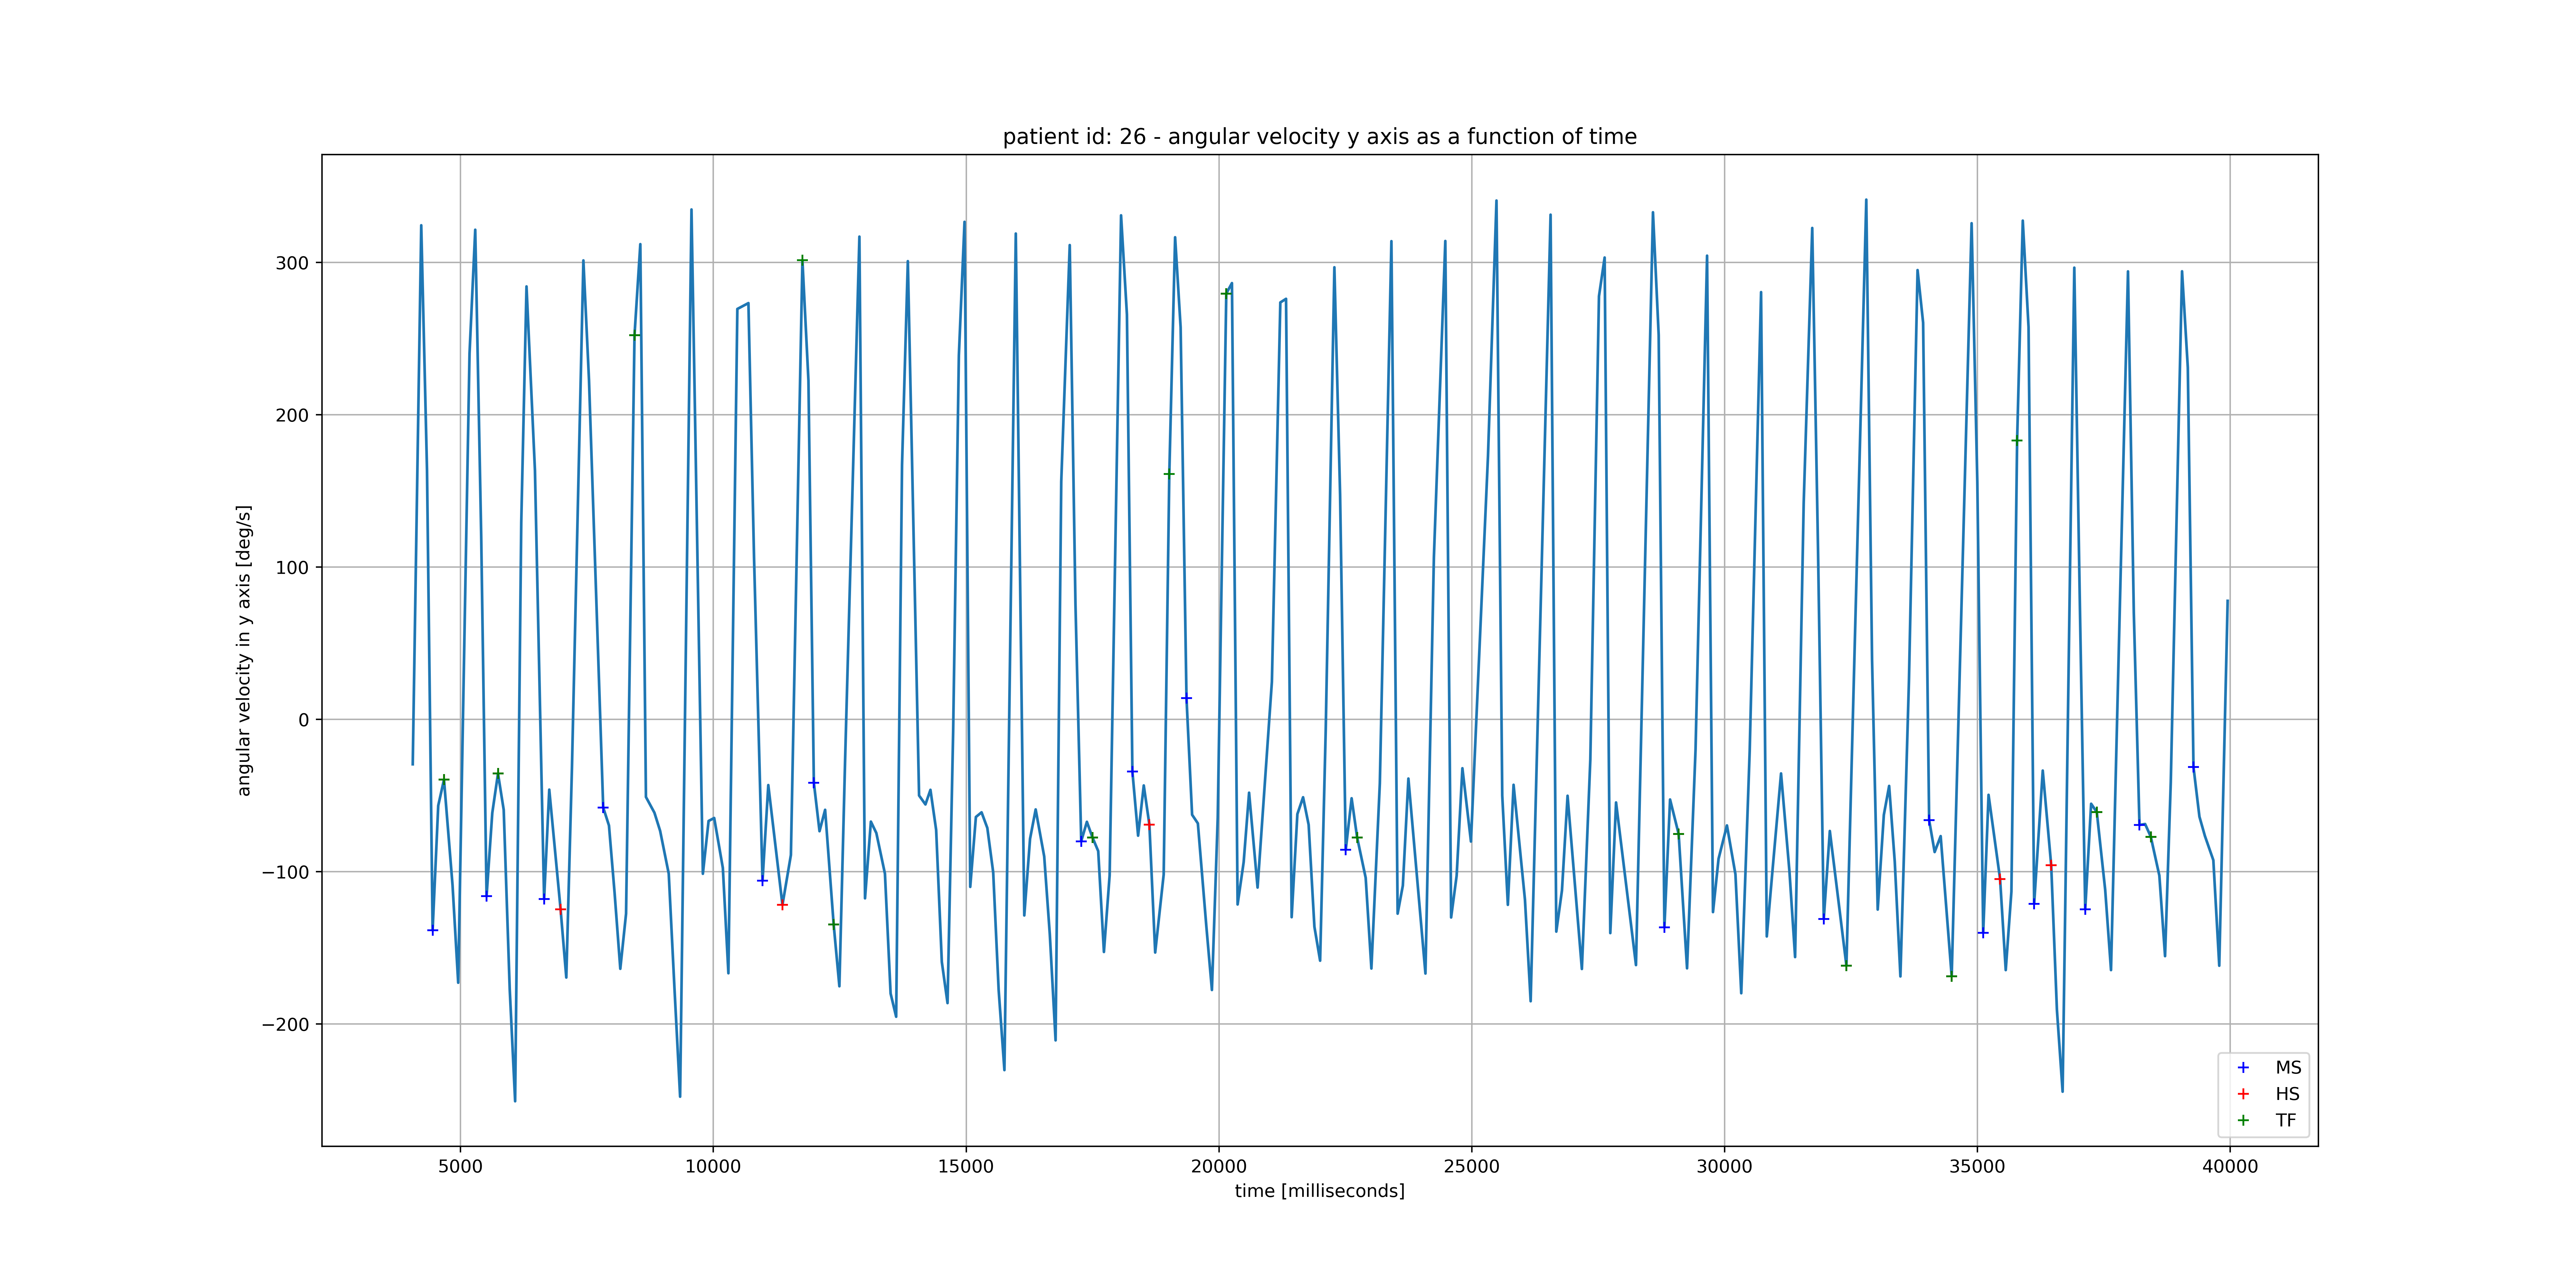 patient id: 26 - angular velocity y axis as a function of time
angular velocity in y axis [deg/s]
300
200
100
0
−100
−200
5000
10000
15000
20000
25000
30000
35000
40000
time [milliseconds]
MS
HS
TF